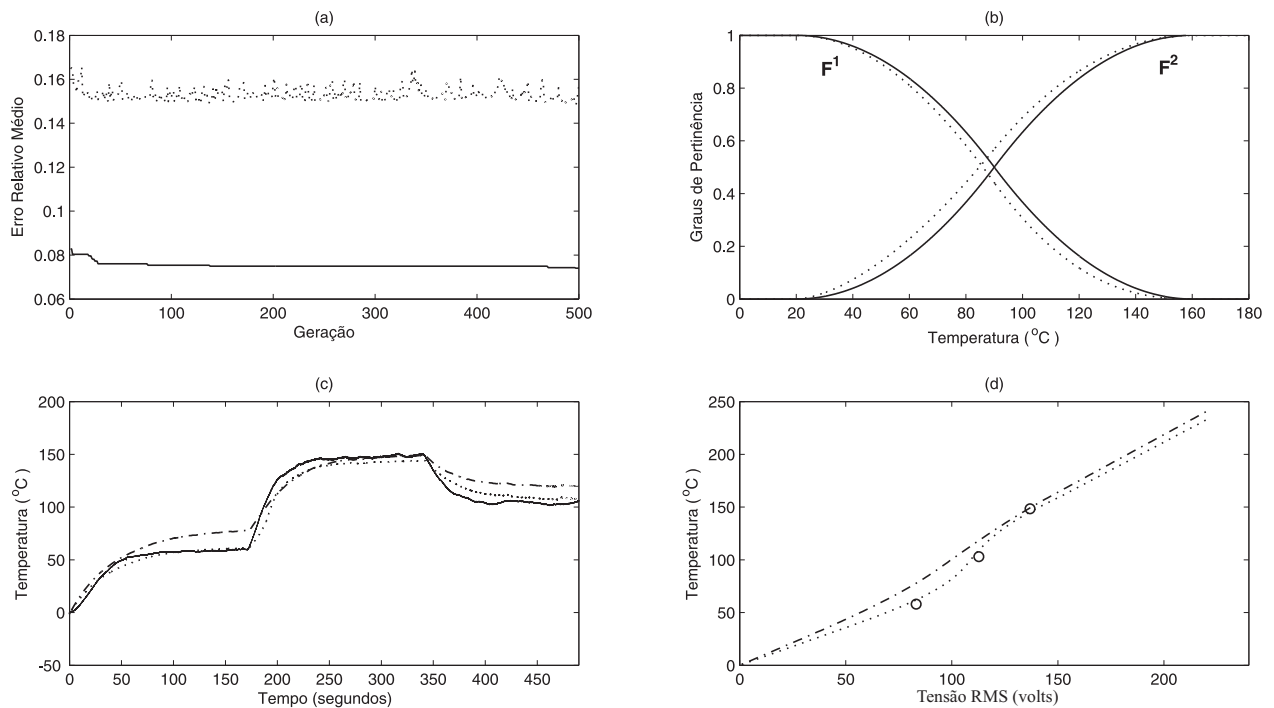 (a)
0.18
0.16
0.14
0.12
0.1
0.08
0.06
Erro Relativo Médio
0 100 200 300 400 500
Geração
(b)
1
0.8
0.6
0.4
0.2
0
Graus de Pertinência
F1
F2
0 20 40 60 80 100 120 140 160 180
Temperatura (°C )
(c)
200
150
100
50
0
-50
Temperatura (°C )
0 50 100 150 200 250 300 350 400 450
Tempo (segundos)
(d)
250
200
150
100
50
0
Temperatura (°C )
0 50 100 150 200
Tensão RMS (volts)